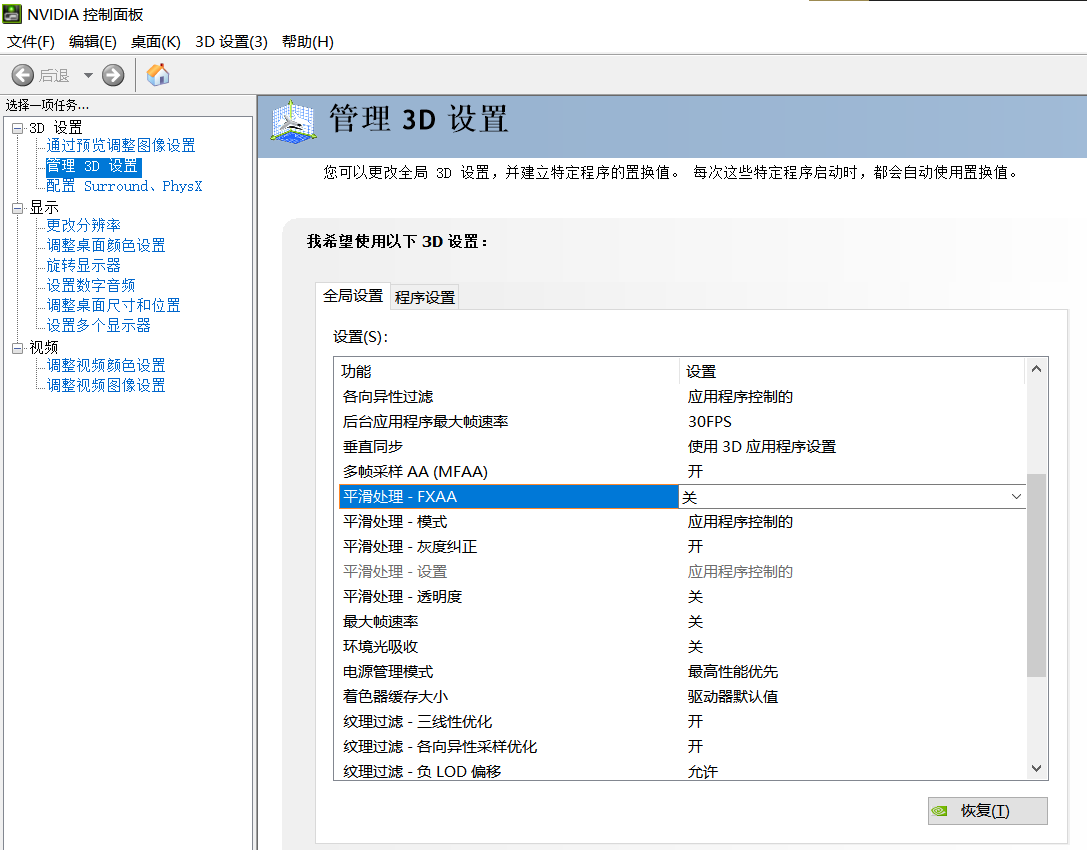 NVIDIA 控制面板
文件(F) 编辑(E) 桌面(K) 3D 设置(3) 帮助(H)
后退
选择一项任务...
3D 设置
通过预览调整图像设置
管理 3D 设置
配置 Surround、PhysX
显示
更改分辨率
调整桌面颜色设置
旋转显示器
设置数字音频
调整桌面尺寸和位置
设置多个显示器
视频
调整视频颜色设置
调整视频图像设置
管理 3D 设置
您可以更改全局 3D 设置，并建立特定程序的置换值。 每次这些特定程序启动时，都会自动使用置换值。
我希望使用以下 3D 设置：
全局设置 程序设置
设置(S)：
功能 设置
各向异性过滤 应用程序控制的
后台应用程序最大帧速率 30FPS
垂直同步 使用 3D 应用程序设置
多帧采样 AA (MFAA) 开
平滑处理 - FXAA 关
平滑处理 - 模式 应用程序控制的
平滑处理 - 灰度纠正 开
平滑处理 - 设置 应用程序控制的
平滑处理 - 透明度 关
最大帧速率 关
环境光吸收 关
电源管理模式 最高性能优先
着色器缓存大小 驱动器默认值
纹理过滤 - 三线性优化 开
纹理过滤 - 各向异性采样优化 开
纹理过滤 - 负 LOD 偏移 允许
恢复(T)